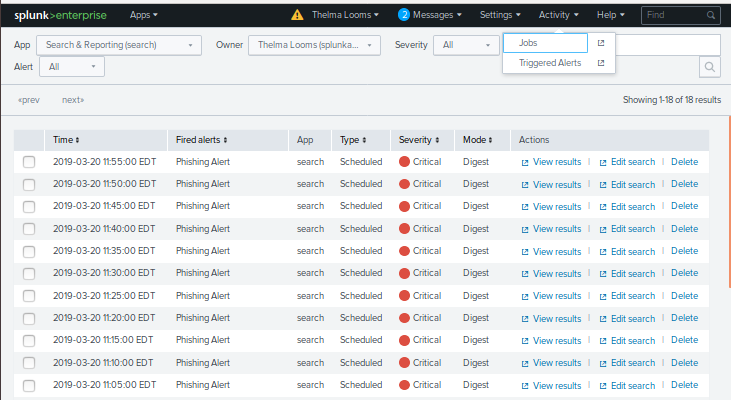 splunk>enterprise Apps ▾ Thelma Looms ▾ 2 Messages ▾ Settings ▾ Activity ▾ Help ▾ Find
App Search & Reporting (search) Owner Thelma Looms (splunka... Severity All Jobs
Alert All Triggered Alerts
«prev next» Showing 1-18 of 18 results
Time Fired alerts App Type Severity Mode Actions
2019-03-20 11:55:00 EDT Phishing Alert search Scheduled Critical Digest View results | Edit search | Delete
2019-03-20 11:50:00 EDT Phishing Alert search Scheduled Critical Digest View results | Edit search | Delete
2019-03-20 11:45:00 EDT Phishing Alert search Scheduled Critical Digest View results | Edit search | Delete
2019-03-20 11:40:00 EDT Phishing Alert search Scheduled Critical Digest View results | Edit search | Delete
2019-03-20 11:35:00 EDT Phishing Alert search Scheduled Critical Digest View results | Edit search | Delete
2019-03-20 11:30:00 EDT Phishing Alert search Scheduled Critical Digest View results | Edit search | Delete
2019-03-20 11:25:00 EDT Phishing Alert search Scheduled Critical Digest View results | Edit search | Delete
2019-03-20 11:20:00 EDT Phishing Alert search Scheduled Critical Digest View results | Edit search | Delete
2019-03-20 11:15:00 EDT Phishing Alert search Scheduled Critical Digest View results | Edit search | Delete
2019-03-20 11:10:00 EDT Phishing Alert search Scheduled Critical Digest View results | Edit search | Delete
2019-03-20 11:05:00 EDT Phishing Alert search Scheduled Critical Digest View results | Edit search | Delete